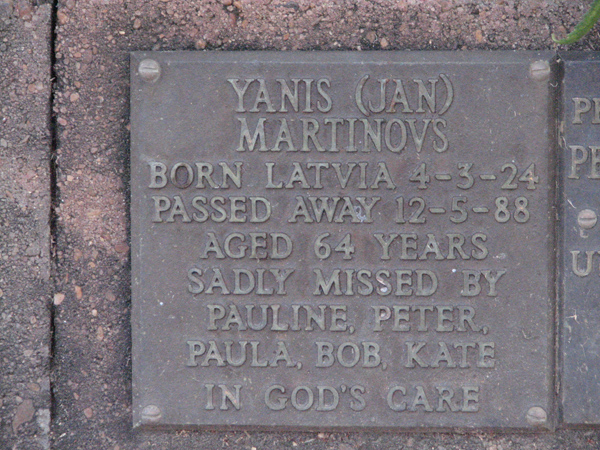 YANIS (JAN)
MARTINOVS
BORN LATVIA 4-3-24
PASSED AWAY 12-5-88
AGED 64 YEARS
SADLY MISSED BY
PAULINE, PETER,
PAULA, BOB, KATE
IN GOD'S CARE